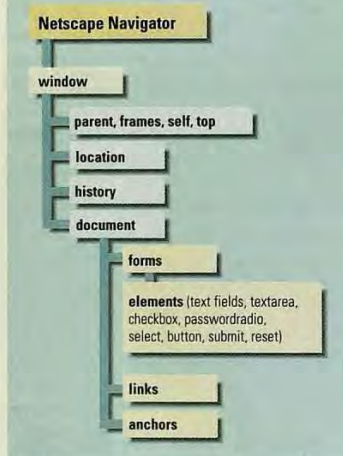 Netscape Navigator
window
parent, frames, self, top
location
history
document
forms
elements (text fields, textarea,
checkbox, passwordradio,
select, button, submit, reset)
links
anchors